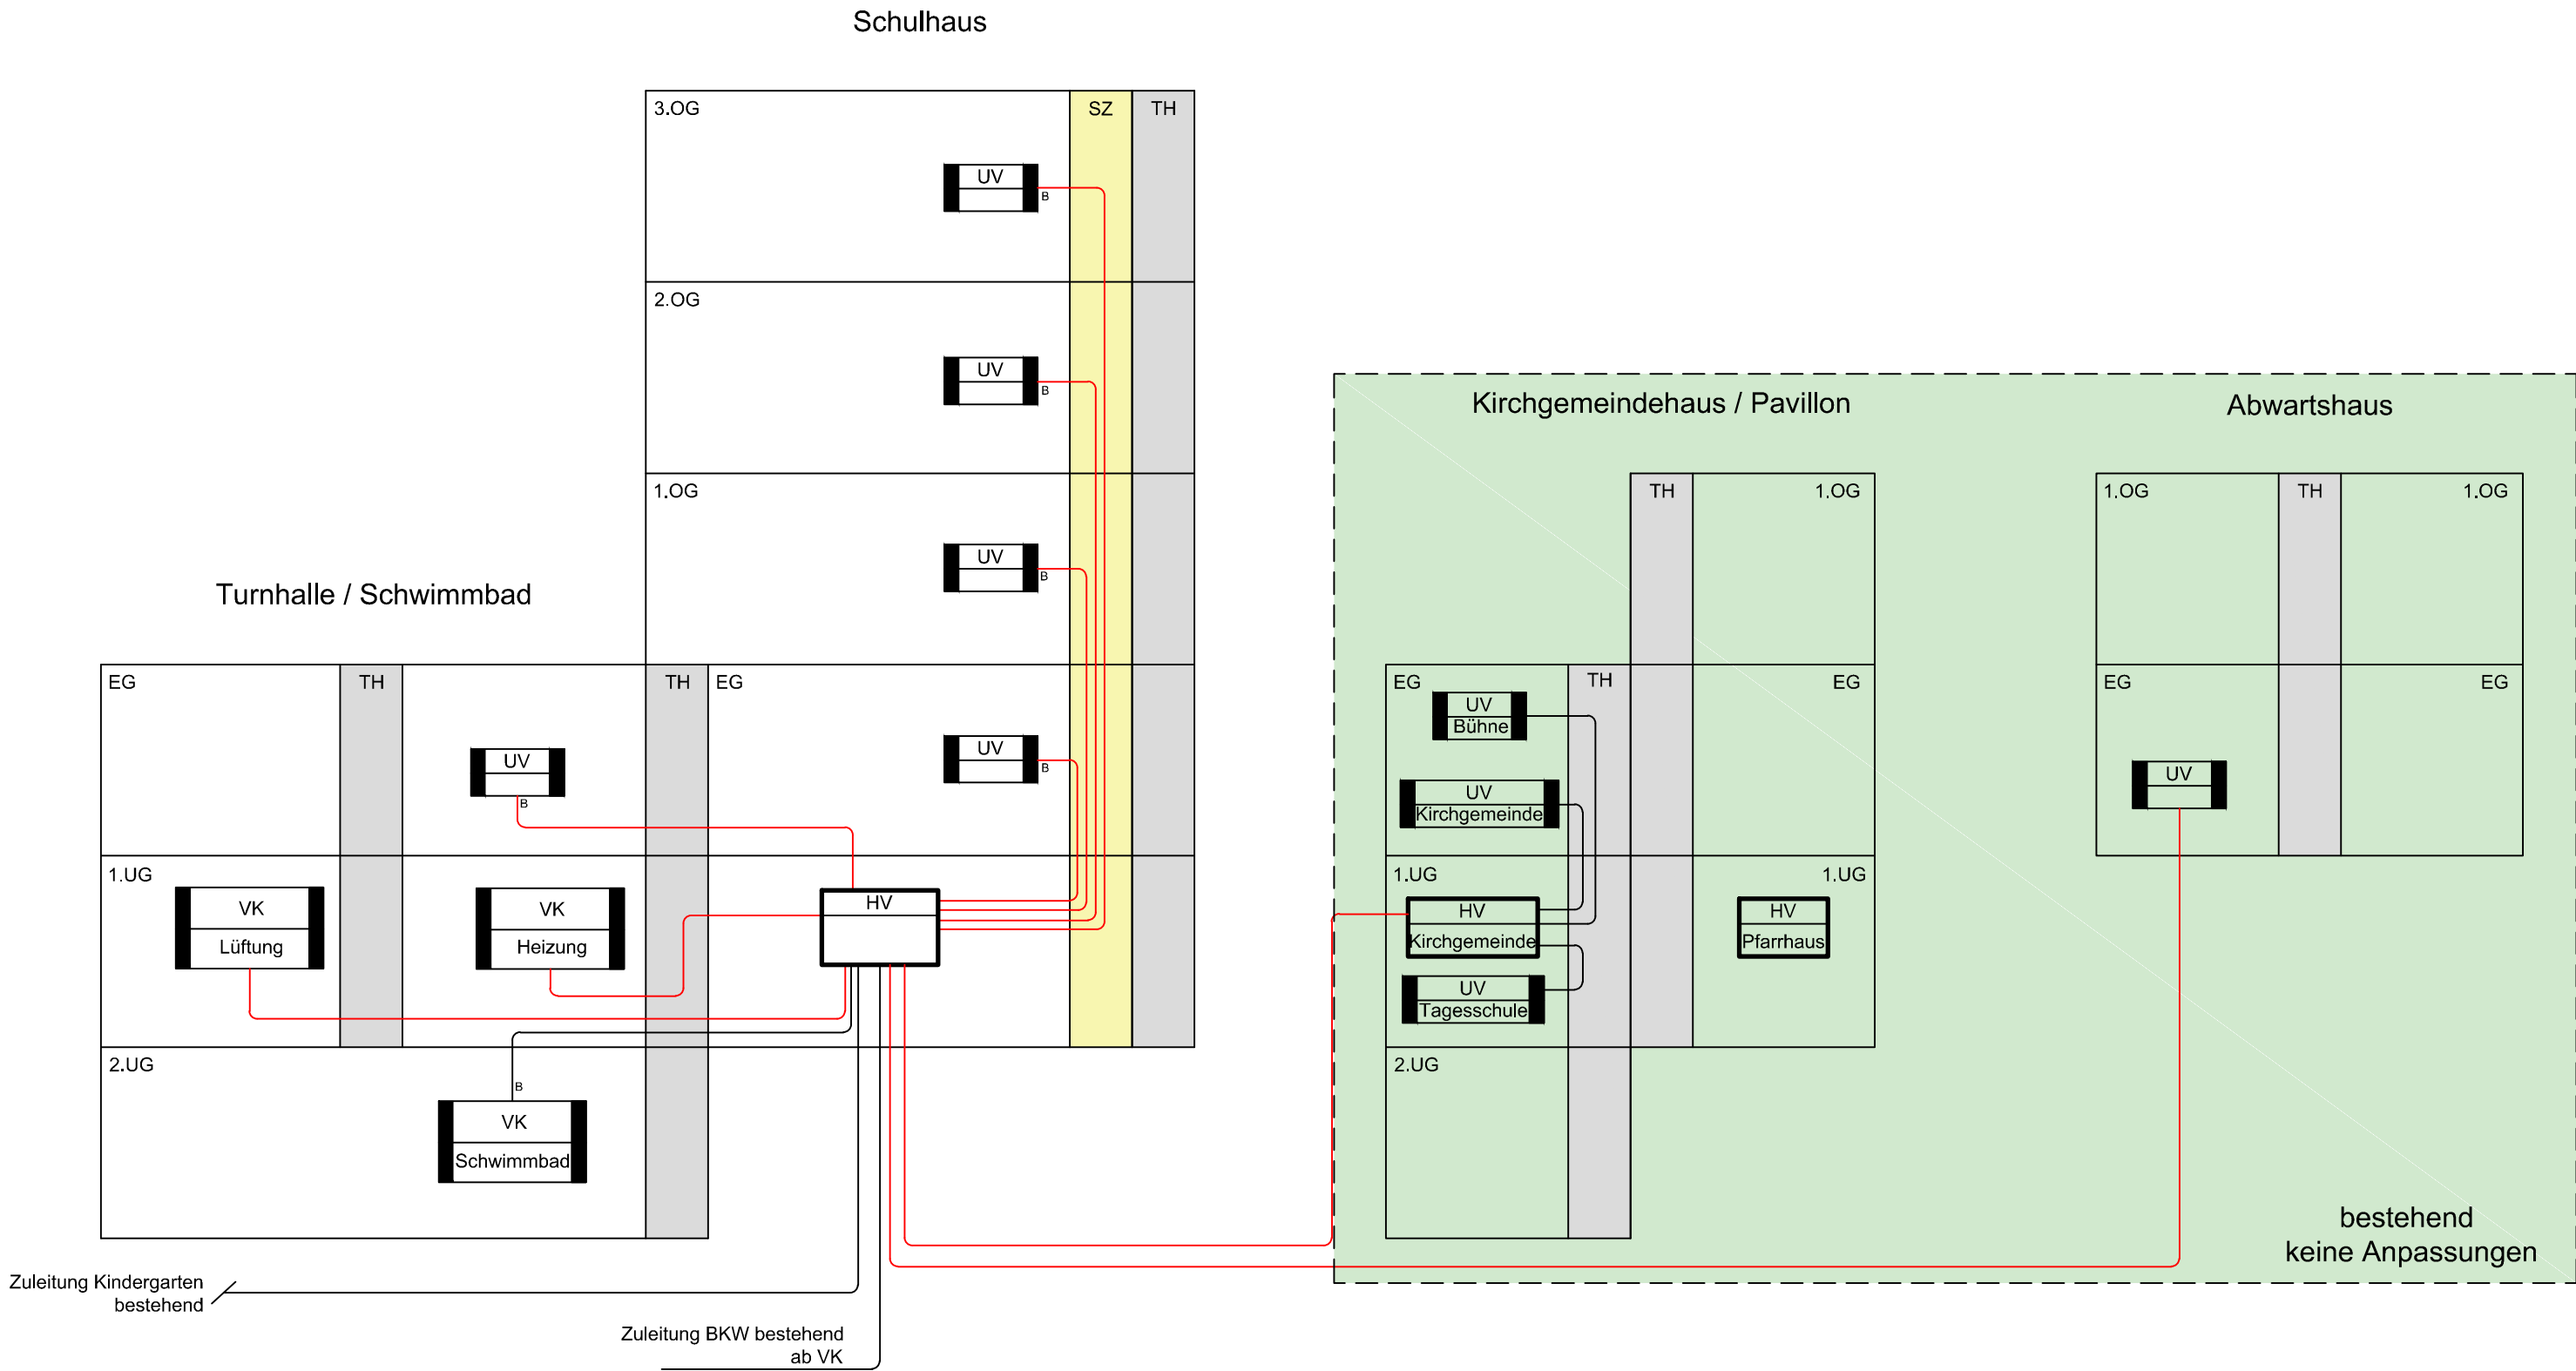 Schulhaus
3.OG
SZ
TH
UV
B
2.OG
UV
B
1.OG
UV
B
Turnhalle / Schwimmbad
EG
TH
TH
EG
UV
B
UV
B
1.UG
VK
Lüftung
VK
Heizung
HV
2.UG
B
VK
Schwimmbad
Zuleitung Kindergarten
bestehend
Zuleitung BKW bestehend
ab VK
Kirchgemeindehaus / Pavillon
TH
1.OG
EG
TH
EG
UV
Bühne
UV
Kirchgemeinde
1.UG
1.UG
HV
Kirchgemeinde
HV
Pfarrhaus
UV
Tagesschule
2.UG
Abwartshaus
1.OG
TH
1.OG
EG
EG
UV
bestehend
keine Anpassungen